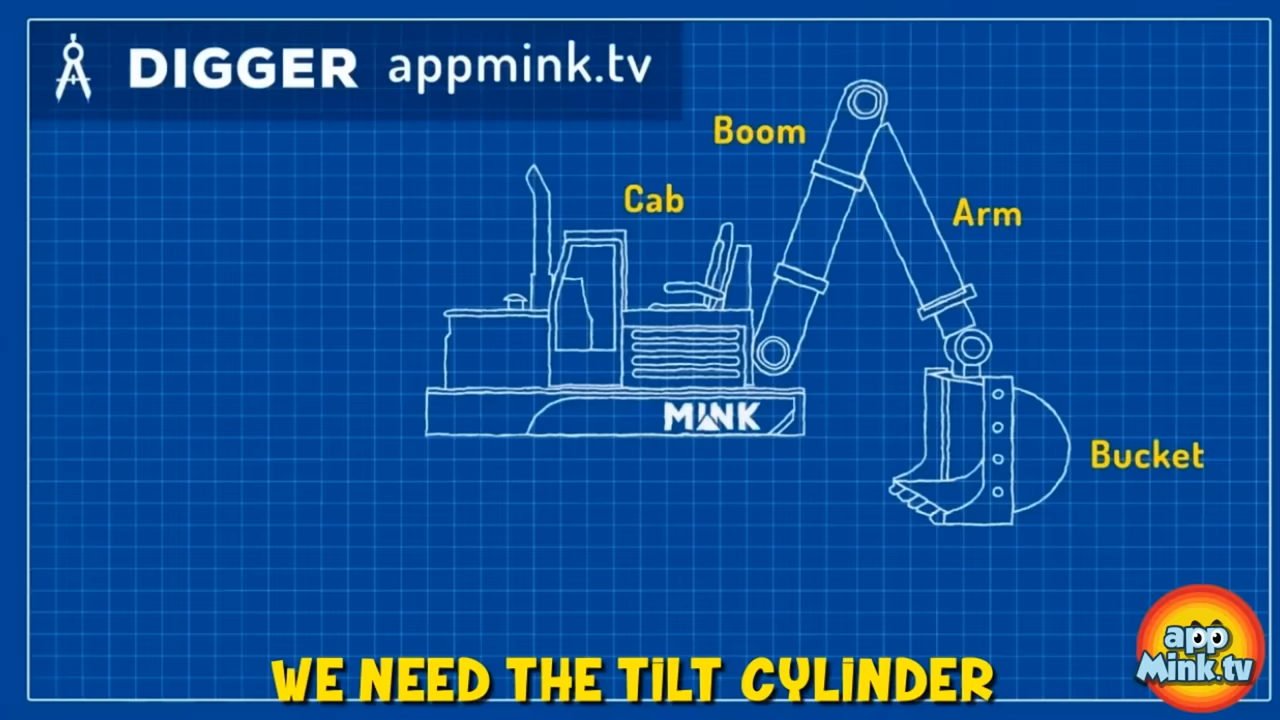 DIGGER appmink.tv
Boom
Cab
Arm
MINK
Bucket
app
Mink.tv
WE NEED THE TILT CYLINDER